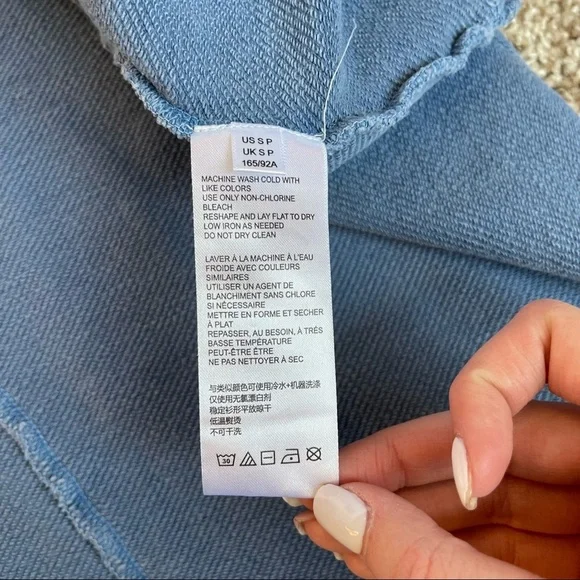 US S P
UK S P
165/92A
MACHINE WASH COLD WITH
LIKE COLORS
USE ONLY NON-CHLORINE
BLEACH
RESHAPE AND LAY FLAT TO DRY
LOW IRON AS NEEDED
DO NOT DRY CLEAN
LAVER À LA MACHINE À L'EAU
FROIDE AVEC COULEURS
SIMILAIRES
UTILISER UN AGENT DE
BLANCHIMENT SANS CHLORE
SI NÉCESSAIRE
METTRE EN FORME ET SÉCHER
À PLAT
REPASSER, AU BESOIN, À TRÉS
BASSE TEMPÉRATURE
PEUT-ÊTRE ÊTRE
NE PAS NETTOYER À SEC
与类似颜色可使用冷水+机器洗涤
仅使用无氯漂白剂
稳定衫形平放晾干
低温熨烫
不可干洗
30